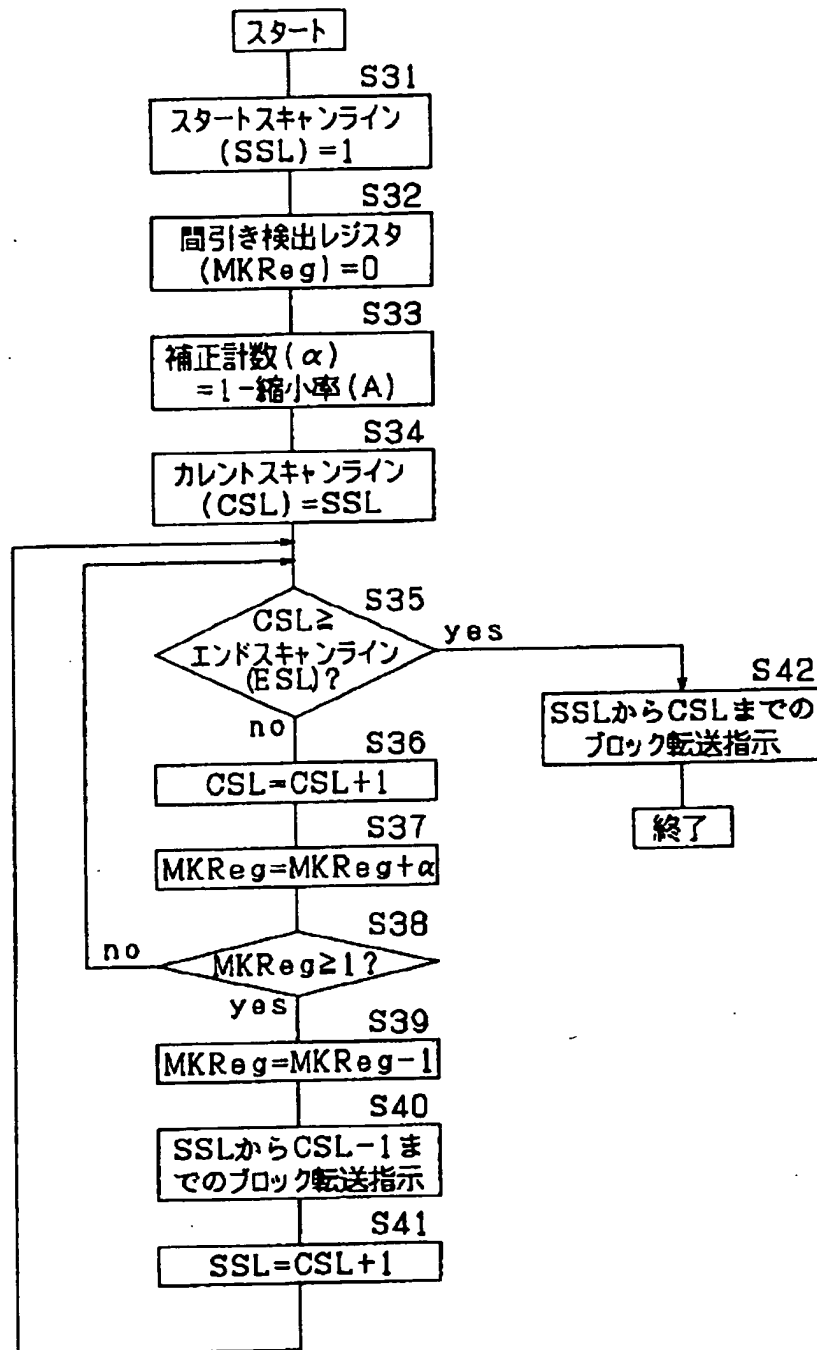 スタート
S31
スタートスキャンライン
(SSL)=1
S32
間引き検出レジスタ
(MKReg)=0
S33
補正計数(α)
=1-縮小率(A)
S34
カレントスキャンライン
(CSL)=SSL
S35
CSL≧
エンドスキャンライン
(ESL)?
yes
no
S42
SSLからCSLまでの
ブロック転送指示
終了
S36
CSL=CSL+1
S37
MKReg=MKReg+α
S38
no
MKReg≧1?
yes
S39
MKReg=MKReg-1
S40
SSLからCSL-1ま
でのブロック転送指示
S41
SSL=CSL+1